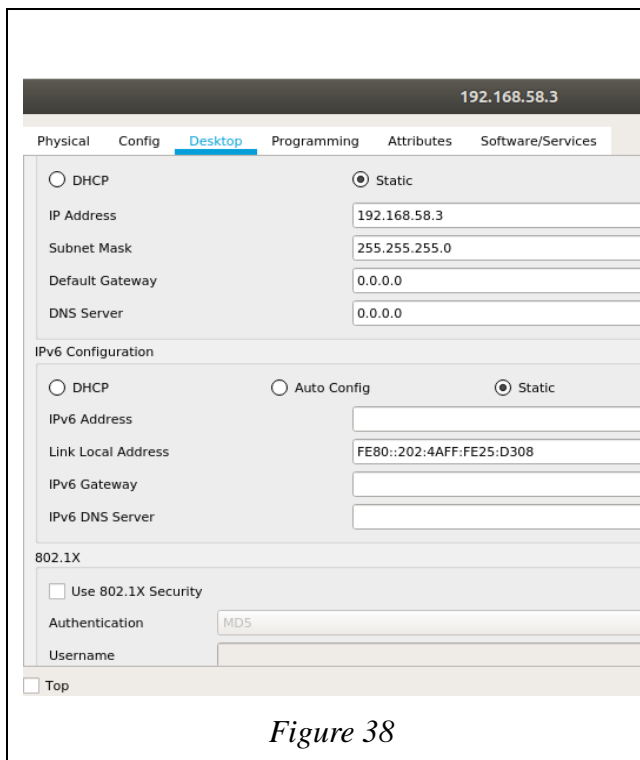 192.168.58.3
Physical Config Desktop Programming Attributes Software/Services
DHCP Static
IP Address 192.168.58.3
Subnet Mask 255.255.255.0
Default Gateway 0.0.0.0
DNS Server 0.0.0.0
IPv6 Configuration
DHCP Auto Config Static
IPv6 Address
Link Local Address FE80::202:4AFF:FE25:D308
IPv6 Gateway
IPv6 DNS Server
802.1X
Use 802.1X Security
Authentication MD5
Username
Top
Figure 38